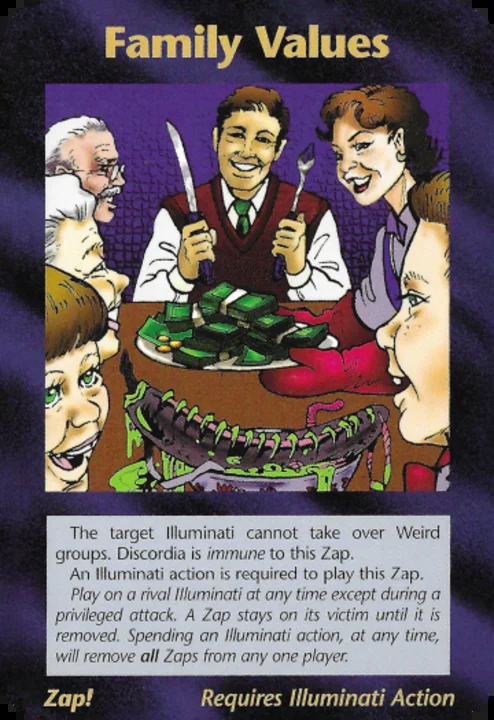 Family Values
The target Illuminati cannot take over Weird
groups. Discordia is immune to this Zap.
An Illuminati action is required to play this Zap.
Play on a rival Illuminati at any time except during a
privileged attack. A Zap stays on its victim until it is
removed. Spending an Illuminati action, at any time,
will remove all Zaps from any one player.
Zap!
Requires Illuminati Action